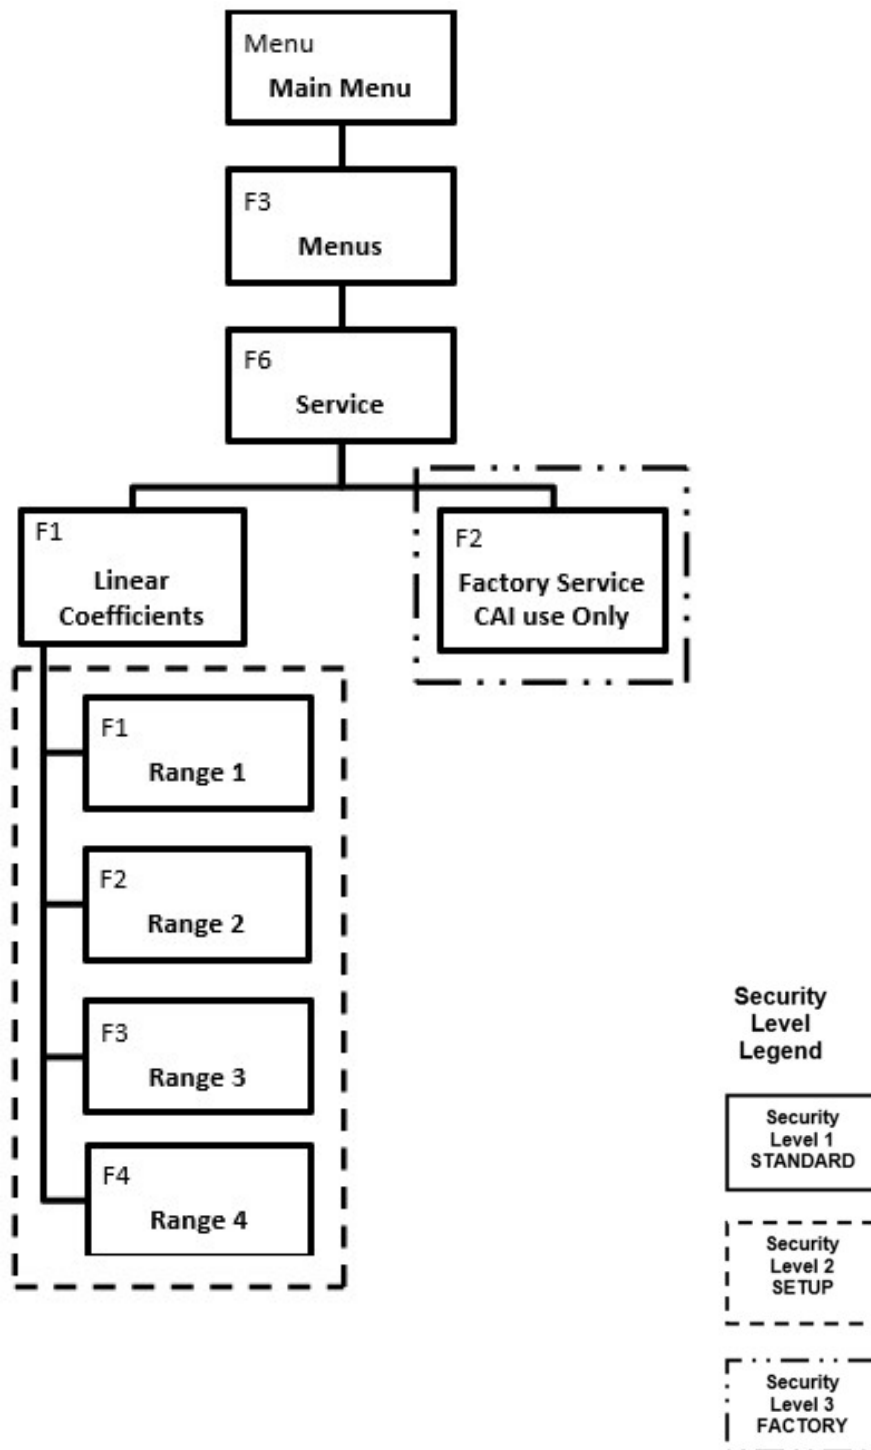 Menu
Main Menu
F3
Menus
F6
Service
F1
Linear
Coefficients
F2
Factory Service
CAI use Only
F1
Range 1
F2
Range 2
F3
Range 3
F4
Range 4
Security
Level
Legend
Security
Level 1
STANDARD
Security
Level 2
SETUP
Security
Level 3
FACTORY